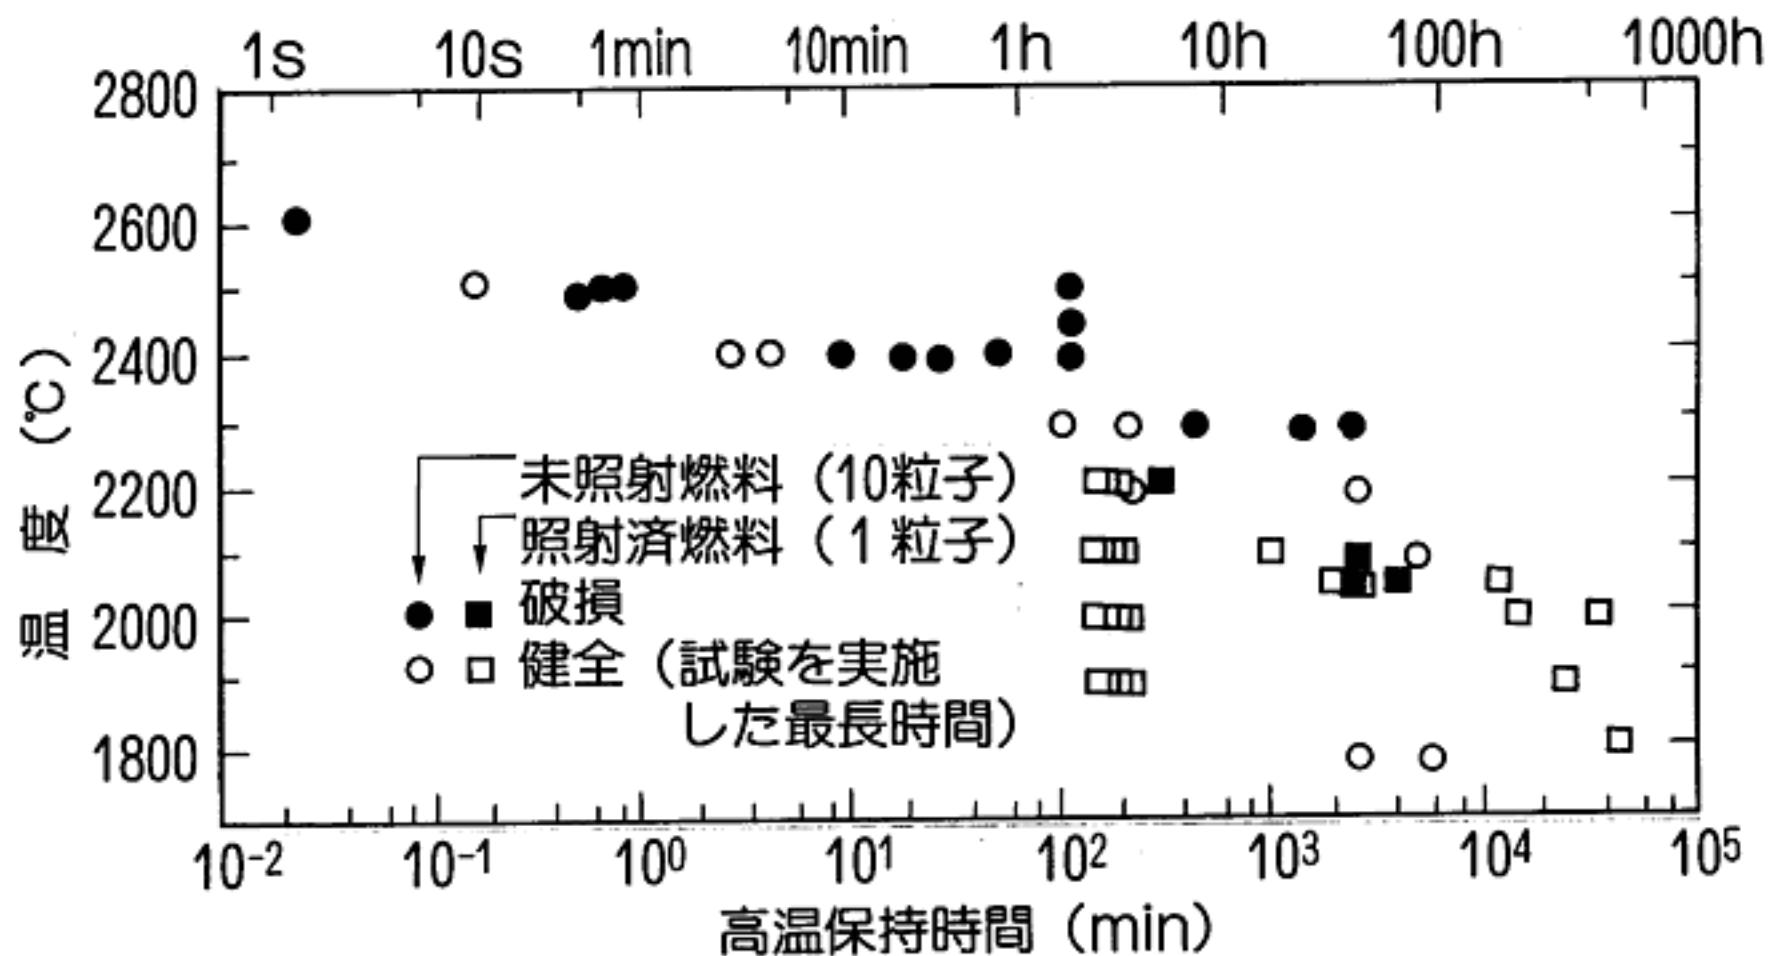 1s 10s 1min 10min 1h 10h 100h 1000h
2800
2600
2400
2200
2000
1800
温度 (℃)
未照射燃料 (10粒子)
照射済燃料 (1粒子)
破損
健全 (試験を実施
した最長時間)
10⁻² 10⁻¹ 10⁰ 10¹ 10² 10³ 10⁴ 10⁵
高温保持時間 (min)